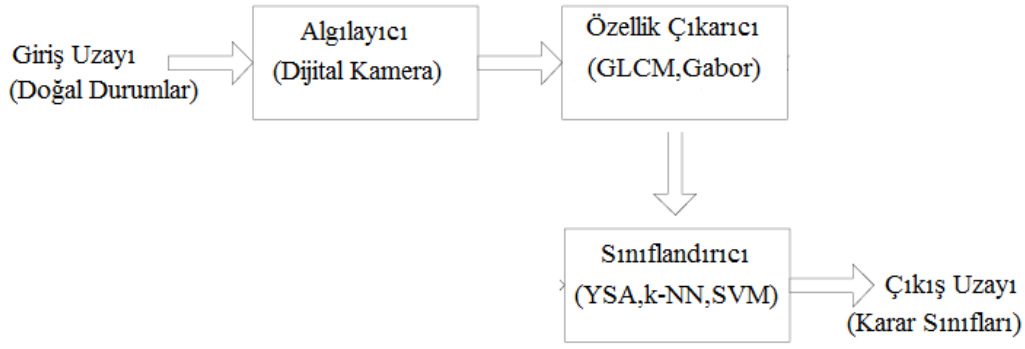 Giriş Uzayı
(Doğal Durumlar)
Algılayıcı
(Dijital Kamera)
Özellik Çıkarıcı
(GLCM,Gabor)
Sınıflandırıcı
(YSA,k-NN,SVM)
Çıkış Uzayı
(Karar Sınıfları)